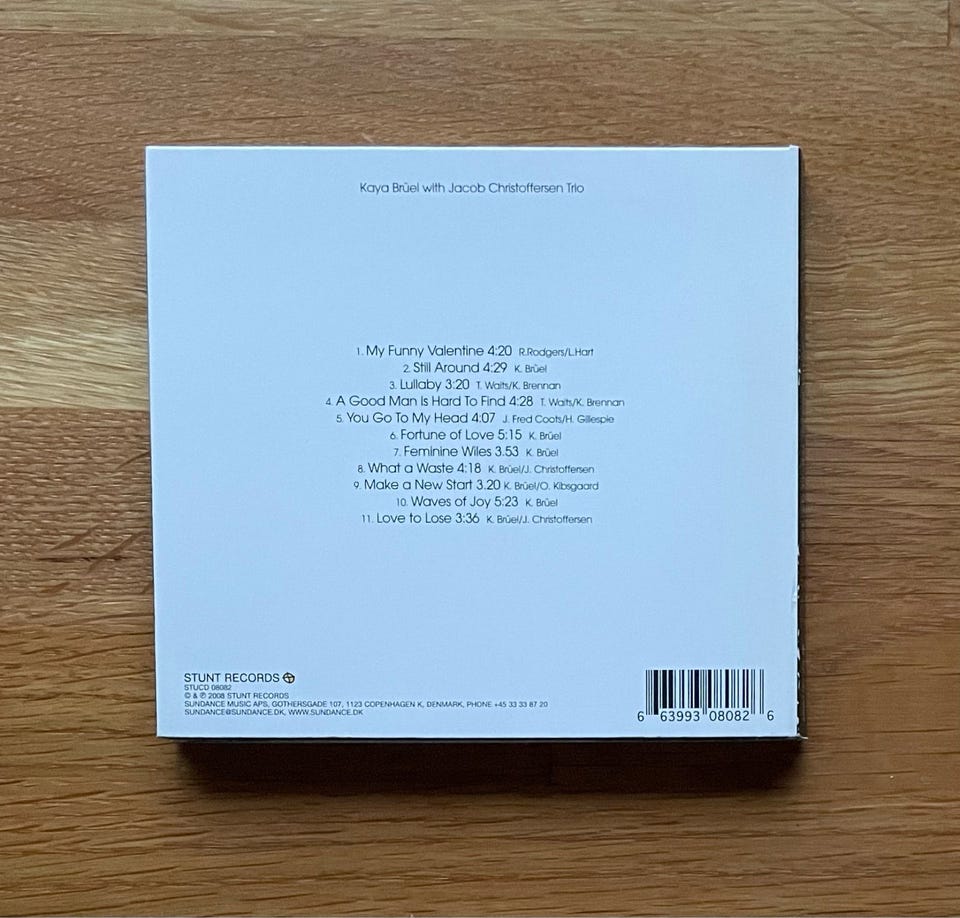 Kaya Brüel with Jacob Christoffersen Trio
1. My Funny Valentine 4:20 R.Rodgers/L.Hart
2. Still Around 4:29 K. Brüel
3. Lullaby 3:20 T. Waits/K. Brennan
4. A Good Man Is Hard To Find 4:28 T. Waits/K. Brennan
5. You Go To My Head 4:07 J. Fred Coots/H. Gillespie
6. Fortune of Love 5:15 K. Brüel
7. Feminine Wiles 3.53 K. Brüel
8. What a Waste 4:18 K. Brüel/J. Christoffersen
9. Make a New Start 3.20 K. Brüel/O. Kibsgaard
10. Waves of Joy 5:23 K. Brüel
11. Love to Lose 3:36 K. Brüel/J. Christoffersen
STUNT RECORDS
STUCD 08082
© & ℗ 2008 STUNT RECORDS
SUNDANCE MUSIC APS, GOTHERSGADE 107, 1123 COPENHAGEN K, DENMARK, PHONE +45 33 33 87 20
SUNDANCE@SUNDANCE.DK, WWW.SUNDANCE.DK
6 63993 08082 6